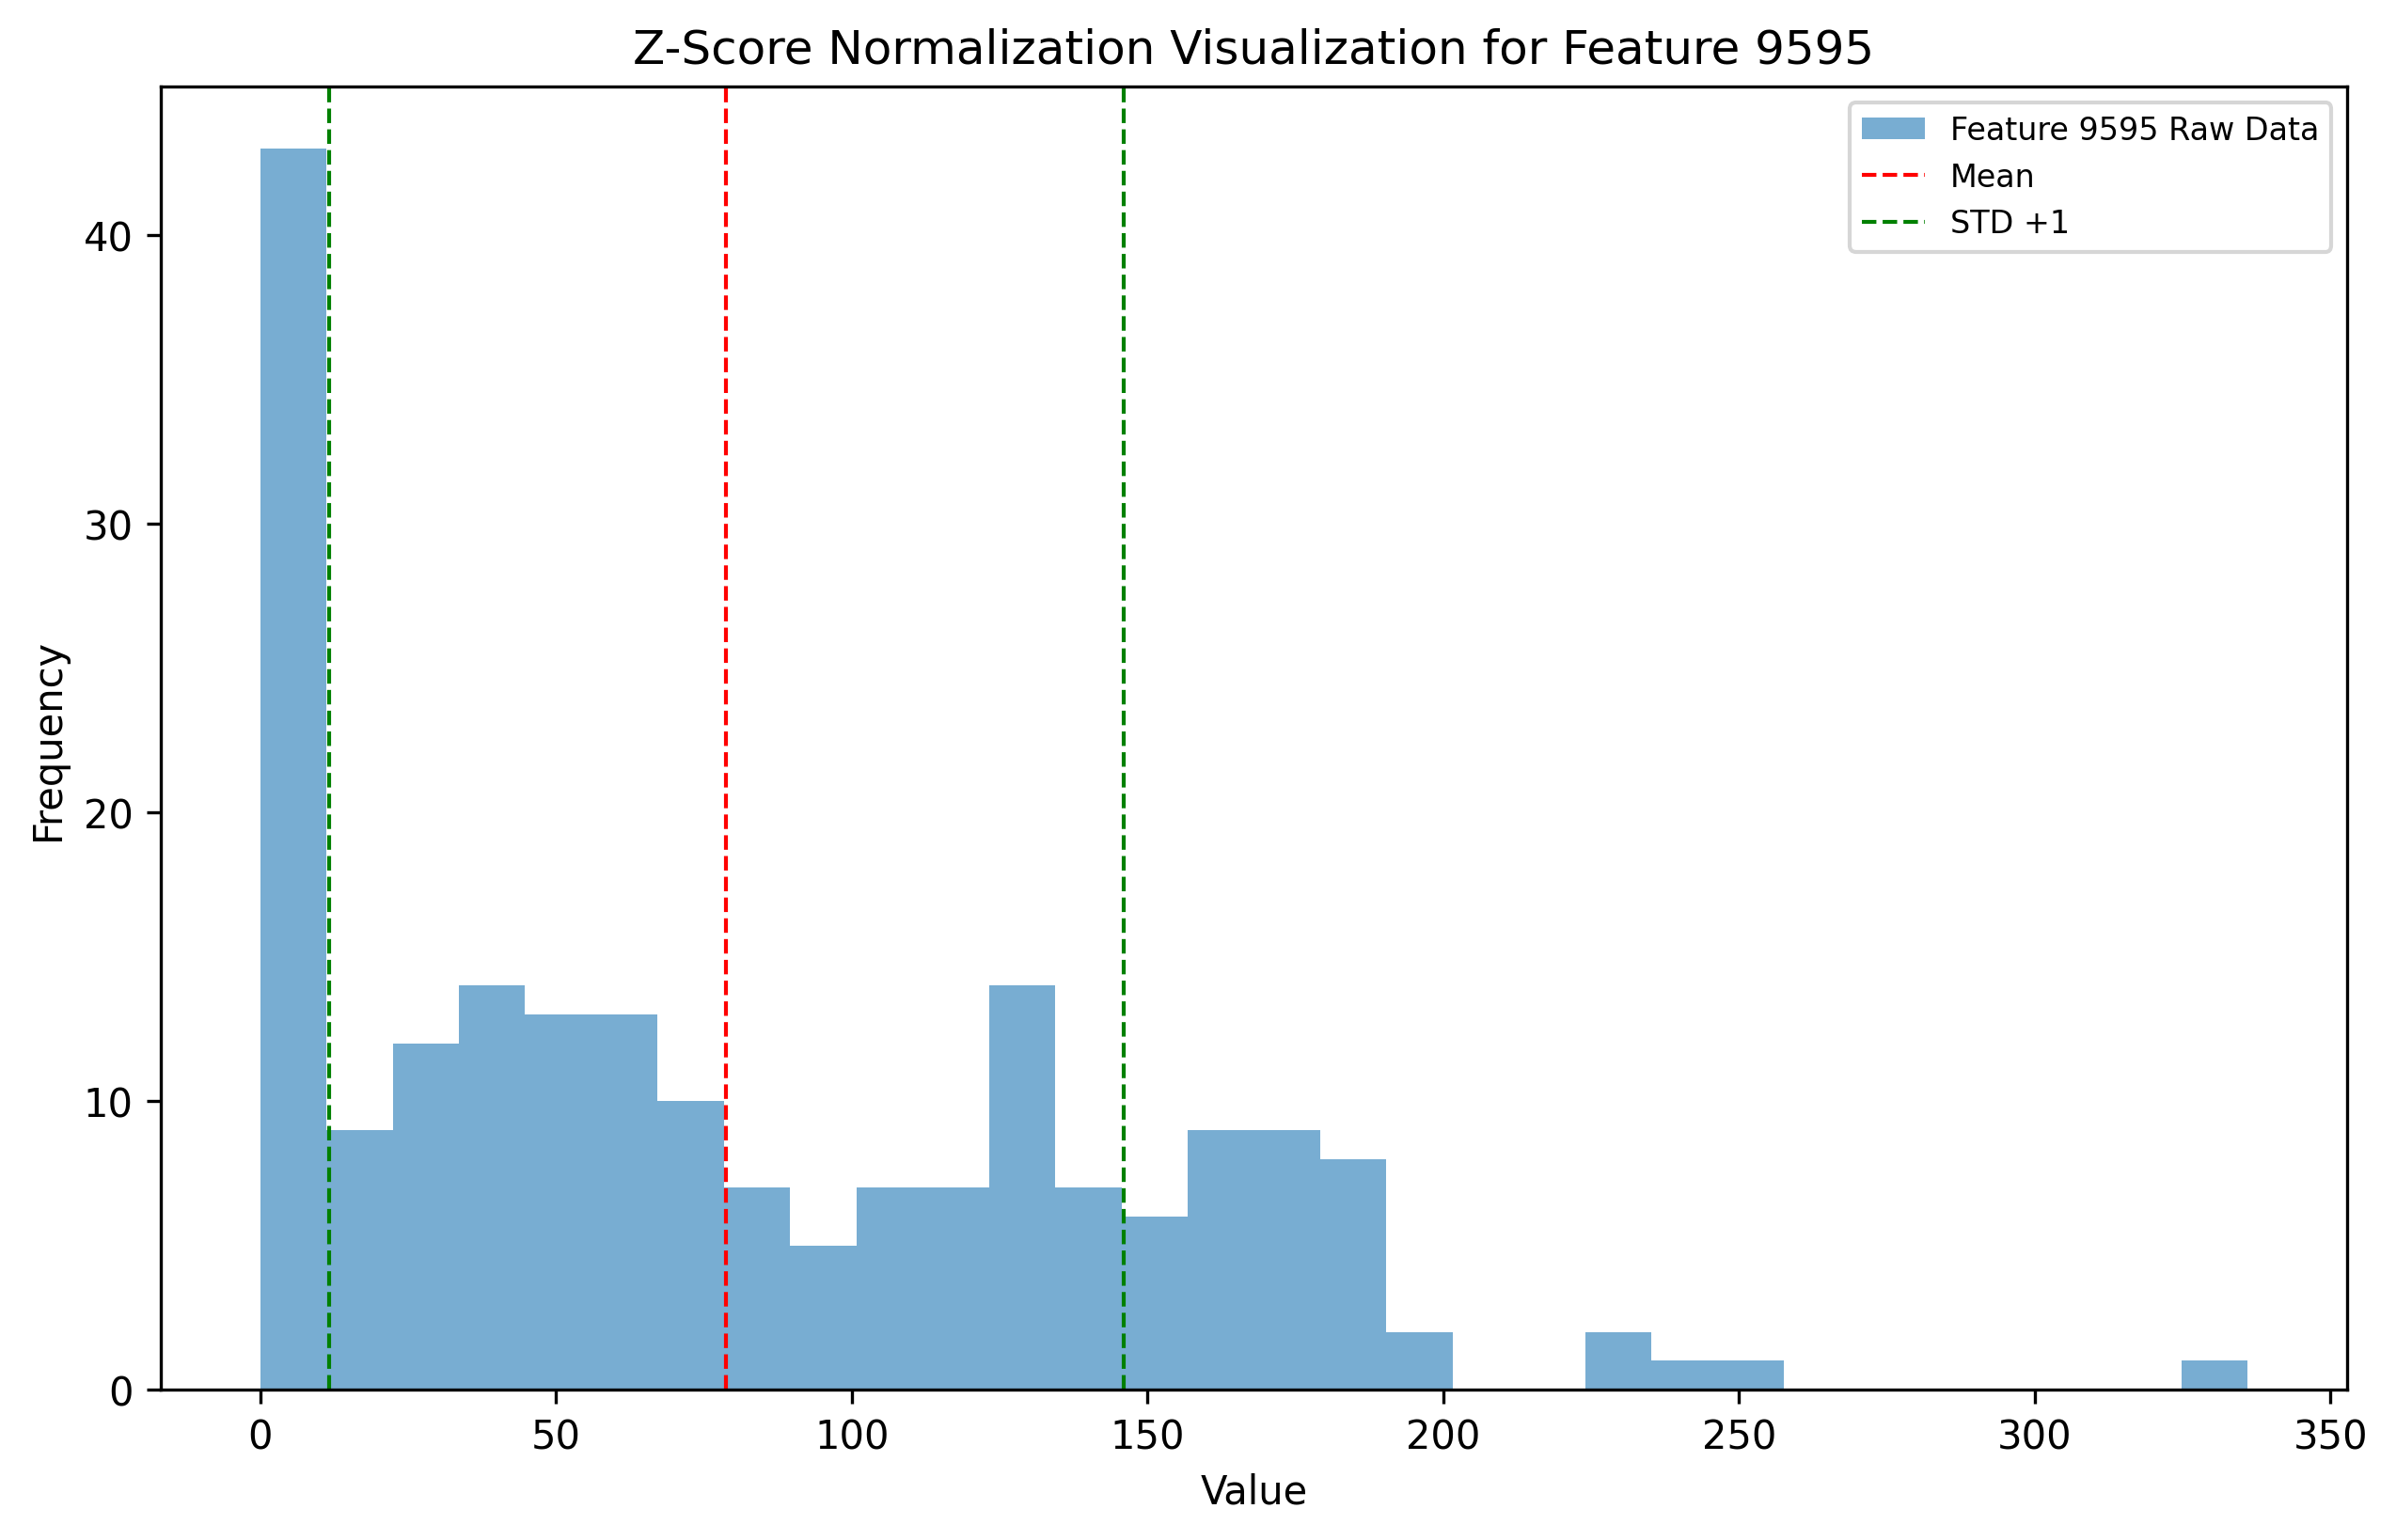 Z-Score Normalization Visualization for Feature 9595
Feature 9595 Raw Data
Mean
STD +1
Frequency
40
30
20
10
0
0 50 100 150 200 250 300 350
Value